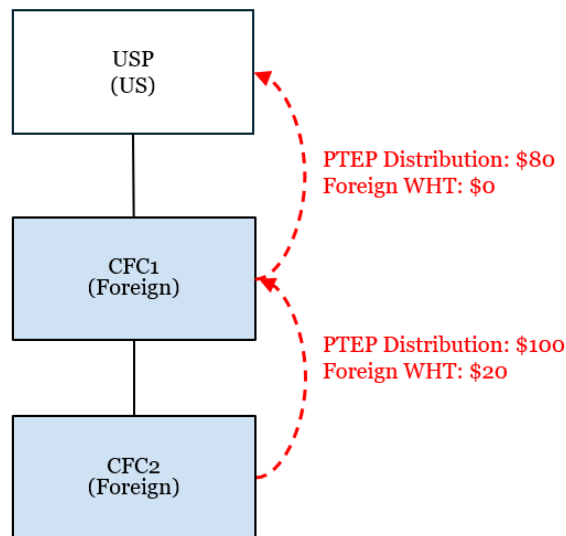 USP
(US)
PTEP Distribution: $80
Foreign WHT: $0
CFC1
(Foreign)
PTEP Distribution: $100
Foreign WHT: $20
CFC2
(Foreign)